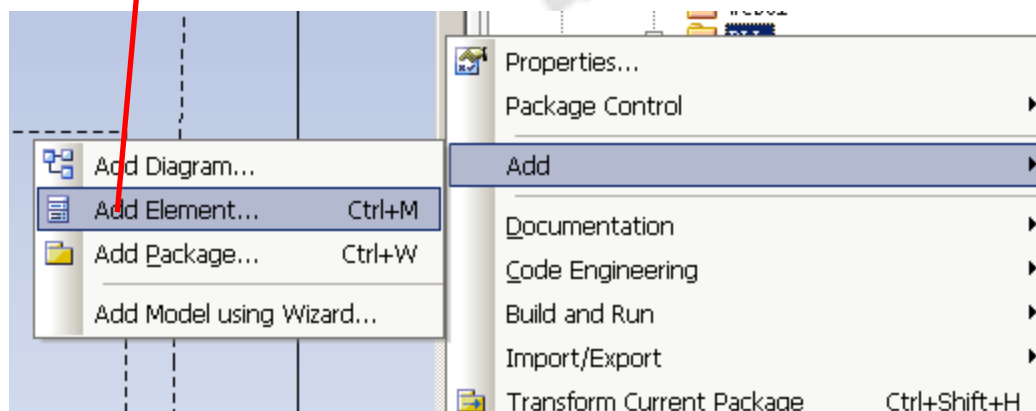 Properties...
Package Control
Add
Add Diagram...
Add Element... Ctrl+M
Add Package... Ctrl+W
Add Model using Wizard...
Documentation
Code Engineering
Build and Run
Import/Export
Transform Current Package Ctrl+Shift+H